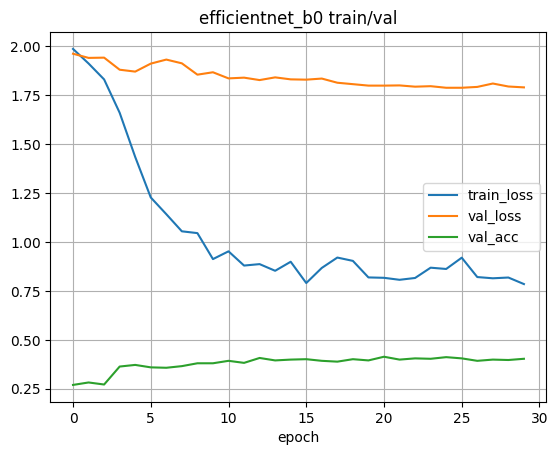 efficientnet_b0 train/val
2.00
1.75
1.50
1.25
1.00
0.75
0.50
0.25
train_loss
val_loss
val_acc
0 5 10 15 20 25 30
epoch